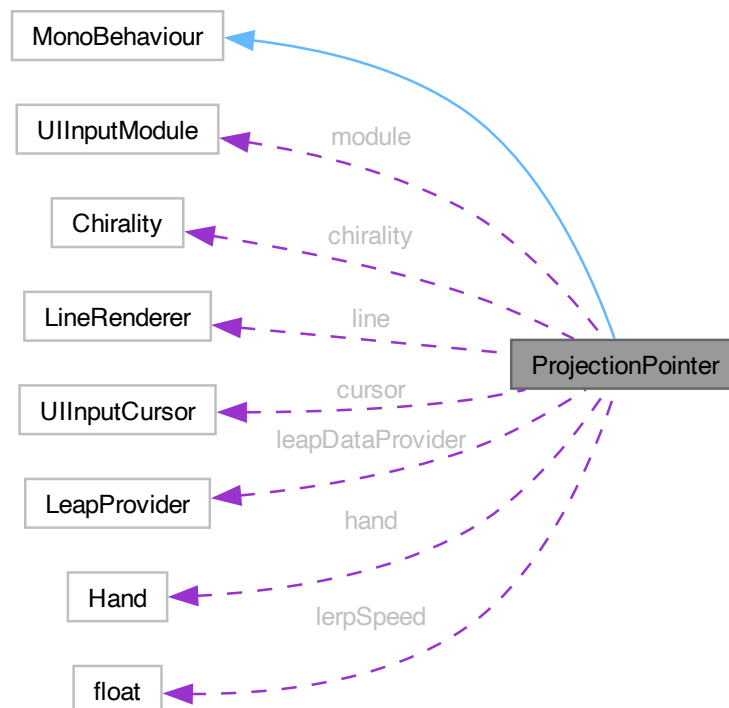 MonoBehaviour
UIInputModule
module
Chirality
chirality
LineRenderer
line
ProjectionPointer
UIInputCursor
cursor
leapDataProvider
LeapProvider
hand
Hand
lerpSpeed
float